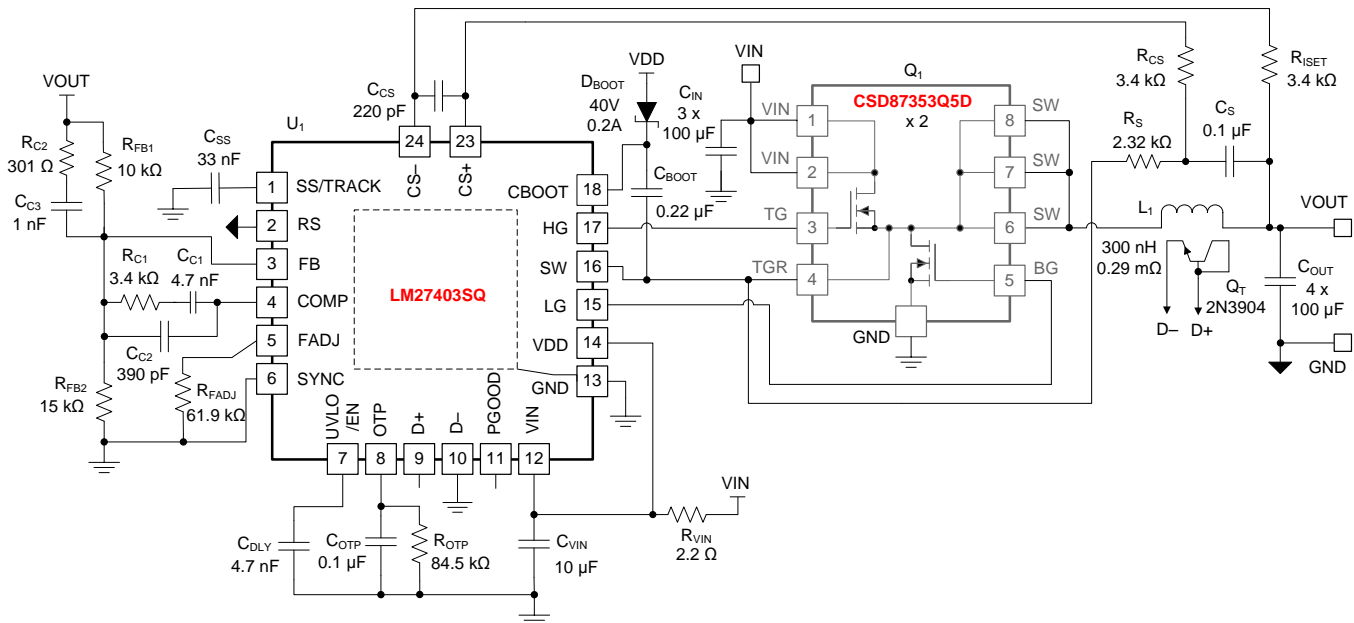 VOUT
RC2
301 Ω
RFB1
10 kΩ
CC3
1 nF
CSS
33 nF
RC1
3.4 kΩ
CC1
4.7 nF
CC2
390 pF
RFB2
15 kΩ
RFADJ
61.9 kΩ
U1
CCS
220 pF
24
23
CS–
CS+
1
SS/TRACK
2
RS
3
FB
4
COMP
5
FADJ
6
SYNC
LM27403SQ
CBOOT
18
HG
17
SW
16
LG
15
VDD
14
GND
13
UVLO
/EN
OTP
D+
D–
PGOOD
VIN
7
8
9
10
11
12
CDLY
4.7 nF
COTP
0.1 µF
ROTP
84.5 kΩ
CVIN
10 µF
RVIN
2.2 Ω
VIN
VDD
DBOOT
40V
0.2A
CBOOT
0.22 µF
CIN
3 x
100 µF
VIN
Q1
CSD87353Q5D
x 2
VIN
1
VIN
2
TG
3
TGR
4
8
SW
7
SW
6
SW
5
BG
GND
RCS
3.4 kΩ
RISET
3.4 kΩ
RS
2.32 kΩ
CS
0.1 µF
L1
300 nH
0.29 mΩ
QT
2N3904
D–
D+
VOUT
COUT
4 x
100 µF
GND